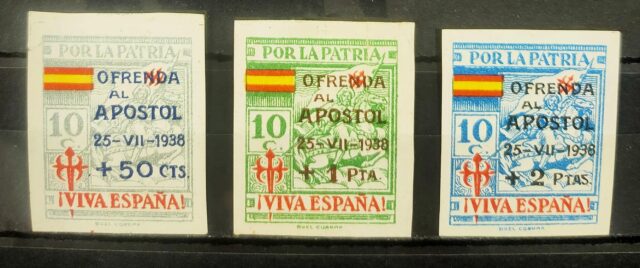 POR LA PATRIA
OFRENDA
AL
APOSTOL
25-VII-1938
10
C.
+ 50 CTS.
¡VIVA ESPAÑA!
POR LA PATRIA
OFRENDA
AL
APOSTOL
10
25-VII-1938
C.
+ 1 PTA.
¡VIVA ESPAÑA!
POR LA PATRIA
OFRENDA
AL
APOSTOL
10
25-VII-1938
C.
+ 2 PTAS.
¡VIVA ESPAÑA!